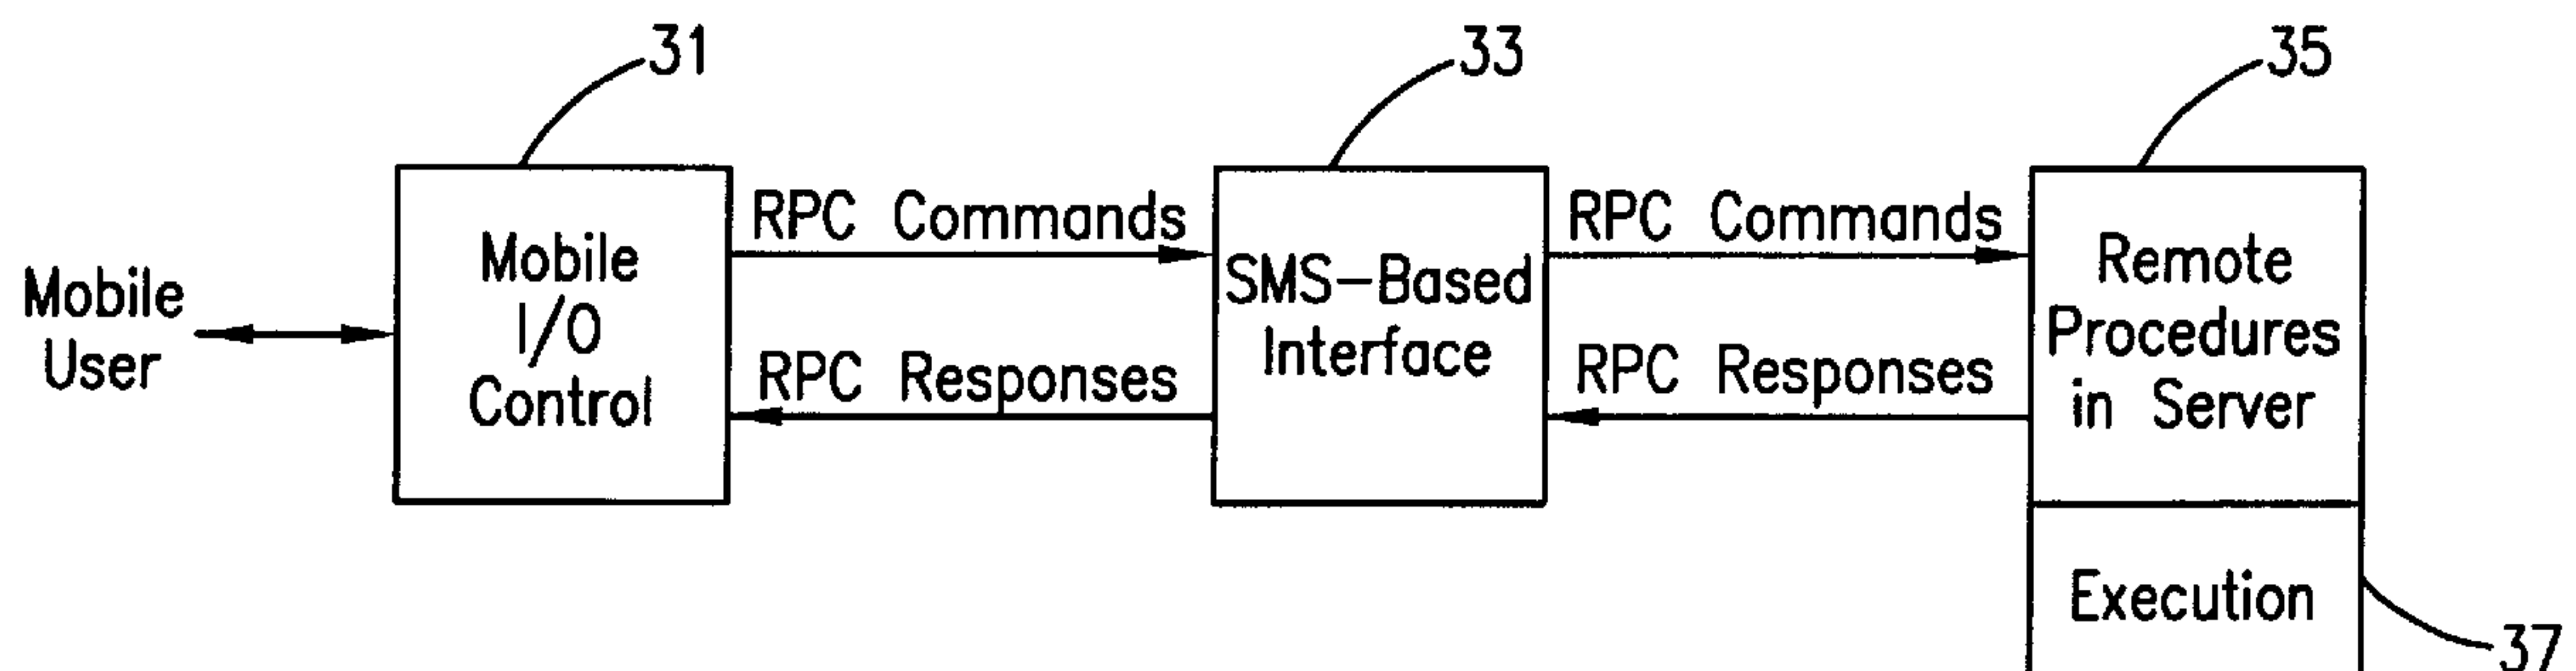 31
33
35
Mobile
User
Mobile
I/O
Control
RPC Commands
RPC Responses
SMS-Based
Interface
RPC Commands
RPC Responses
Remote
Procedures
in Server
Execution
37